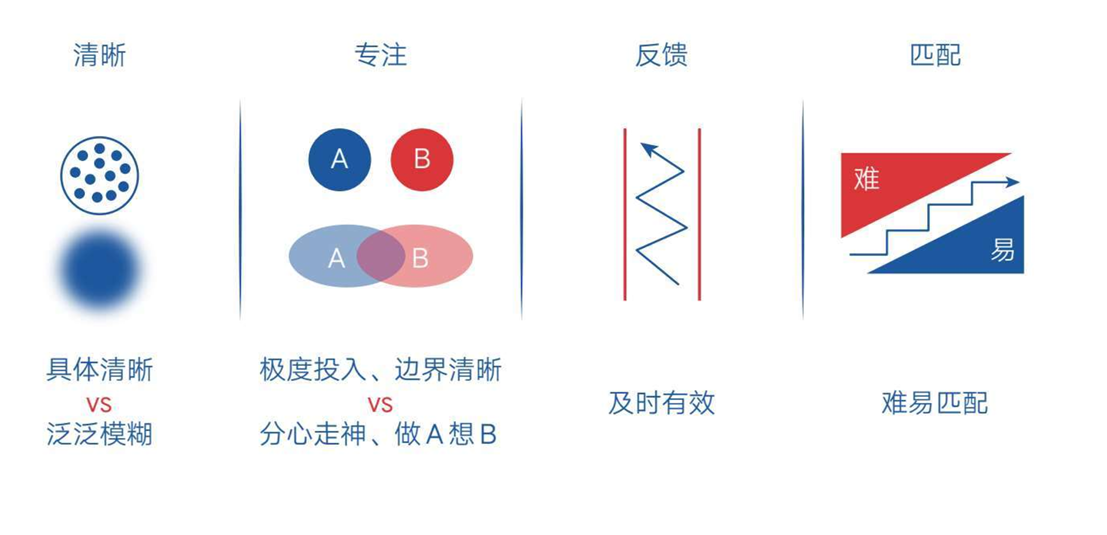 清晰
专注
反馈
匹配
A
B
A
B
难
易
具体清晰
vs
泛泛模糊
极度投入、边界清晰
vs
分心走神、做A想B
及时有效
难易匹配